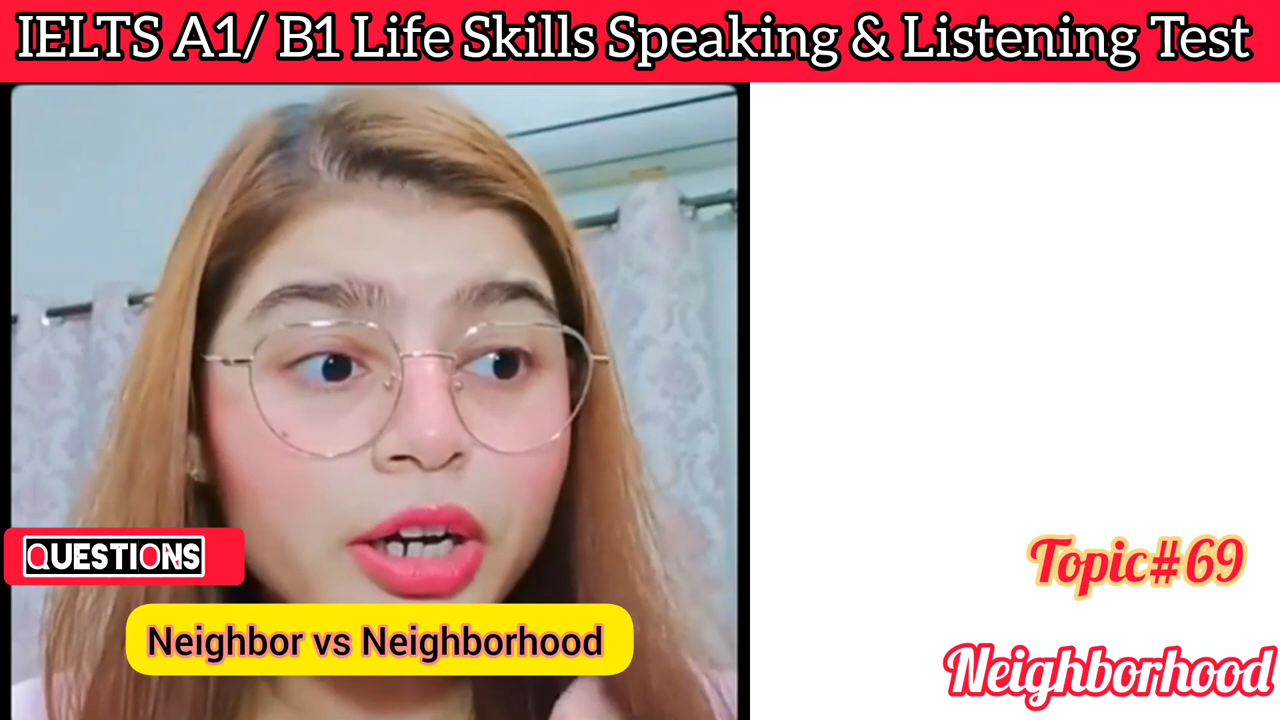 IELTS A1/ B1 Life Skills Speaking & Listening Test
QUESTIONS
Neighbor vs Neighborhood
Topic#69
Neighborhood